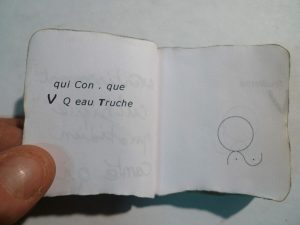 qui Con . que
V Q eau Truche